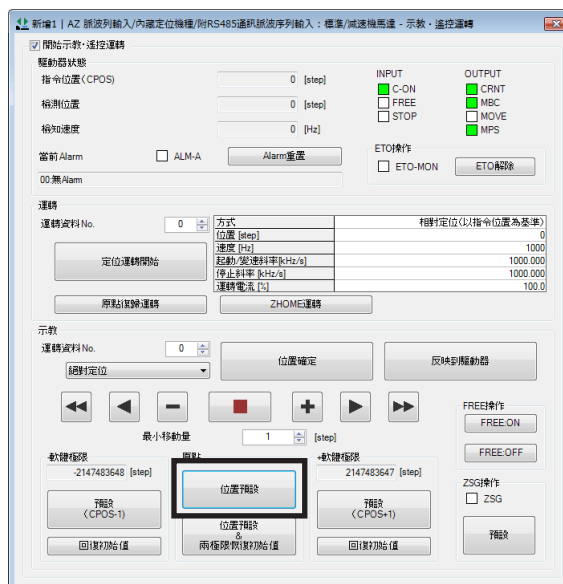 新增1 | AZ 脈波列輸入/內藏定位機種/附RS485通訊脈波序列輸入：標準/減速機馬達 - 示教、遙控運轉
開始示教・遙控運轉
驅動器狀態
指令位置(CPOS) 0 [step]
檢測位置 0 [step]
檢知速度 0 [Hz]
INPUT
C-ON
FREE
STOP
OUTPUT
CRNT
MBC
MOVE
MPS
當前 Alarm ALM-A Alarm重置
00:無Alarm
ETO操作
ETO-MON ETO解除
運轉
運轉資料 No. 0
定位運轉開始
方式 相對定位(以指令位置為基準)
位置 [step] 0
速度 [Hz] 1000
起動/變速斜率[kHz/s] 1000.000
停止斜率 [kHz/s] 1000.000
運轉電流 [%] 100.0
原點復歸運轉 ZHOME運轉
示教
運轉資料 No. 0
絕對定位
位置確定 反映到驅動器
最小移動量 1 [step]
FREE操作
FREE:ON
FREE:OFF
-軟體極限
-2147483648 [step]
預設
(CPOS-1)
回復初始值
原點
位置預設
位置預設
&
兩極限恢復初始值
+軟體極限
2147483647 [step]
預設
(CPOS+1)
回復初始值
ZSG操作
ZSG
預設